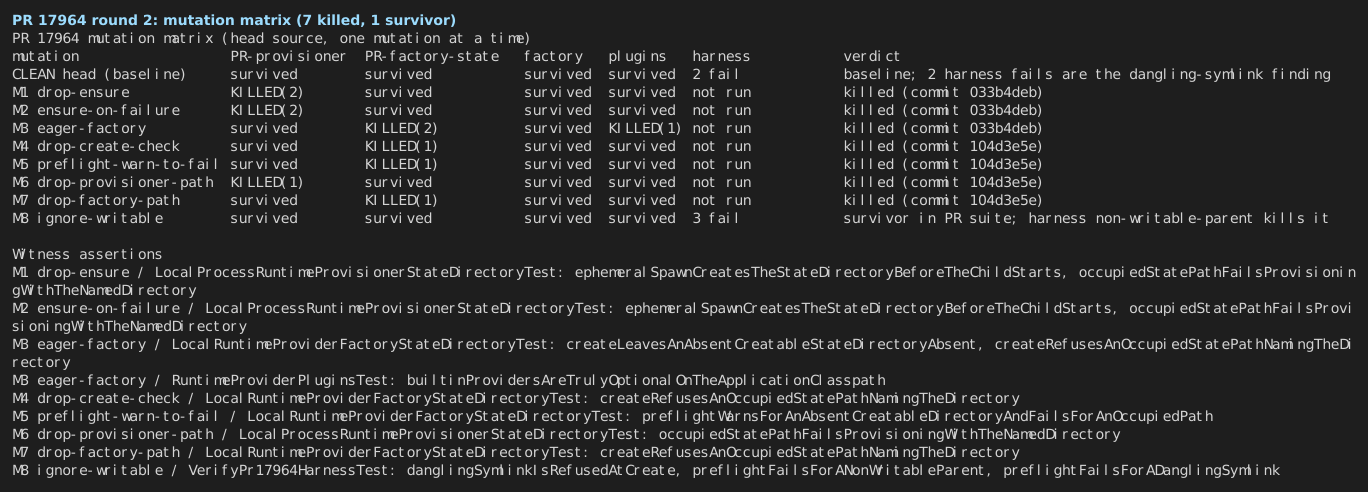 PR 17964 round 2: mutation matrix (7 killed, 1 survivor)
PR 17964 mutation matrix (head source, one mutation at a time)
mutation PR-provisioner PR-factory-state factory plugins harness verdict
CLEAN head (baseline) survived survived survived survived 2 fail baseline; 2 harness fails are the dangling-symlink finding
M1 drop-ensure KILLED(2) survived survived survived not run killed (commit 033b4deb)
M2 ensure-on-failure KILLED(2) survived survived survived not run killed (commit 033b4deb)
M3 eager-factory survived KILLED(2) survived KILLED(1) not run killed (commit 033b4deb)
M4 drop-create-check survived KILLED(1) survived survived not run killed (commit 104d3e5e)
M5 preflight-warn-to-fail survived KILLED(1) survived survived not run killed (commit 104d3e5e)
M6 drop-provisioner-path KILLED(1) survived survived survived not run killed (commit 104d3e5e)
M7 drop-factory-path survived KILLED(1) survived survived not run killed (commit 104d3e5e)
M8 ignore-writable survived survived survived survived 3 fail survivor in PR suite; harness non-writable-parent kills it
Witness assertions
M1 drop-ensure / LocalProcessRuntimeProvisionerStateDirectoryTest: ephemeralSpawnCreatesTheStateDirectoryBeforeTheChildStarts, occupiedStatePathFailsProvisionin
gWithTheNamedDirectory
M2 ensure-on-failure / LocalProcessRuntimeProvisionerStateDirectoryTest: ephemeralSpawnCreatesTheStateDirectoryBeforeTheChildStarts, occupiedStatePathFailsProvi
sioningWithTheNamedDirectory
M3 eager-factory / LocalRuntimeProviderFactoryStateDirectoryTest: createLeavesAnAbsentCreatableStateDirectoryAbsent, createRefusesAnOccupiedStatePathNamingTheDi
rectory
M3 eager-factory / RuntimeProviderPluginsTest: builtinProvidersAreTrulyOptionalOnTheApplicationClasspath
M4 drop-create-check / LocalRuntimeProviderFactoryStateDirectoryTest: createRefusesAnOccupiedStatePathNamingTheDirectory
M5 preflight-warn-to-fail / LocalRuntimeProviderFactoryStateDirectoryTest: preflightWarnsForAnAbsentCreatableDirectoryAndFailsForAnOccupiedPath
M6 drop-provisioner-path / LocalProcessRuntimeProvisionerStateDirectoryTest: occupiedStatePathFailsProvisioningWithTheNamedDirectory
M7 drop-factory-path / LocalRuntimeProviderFactoryStateDirectoryTest: createRefusesAnOccupiedStatePathNamingTheDirectory
M8 ignore-writable / VerifyPr17964HarnessTest: danglingSymlinkIsRefusedAtCreate, preflightFailsForANonWritableParent, preflightFailsForADanglingSymlink